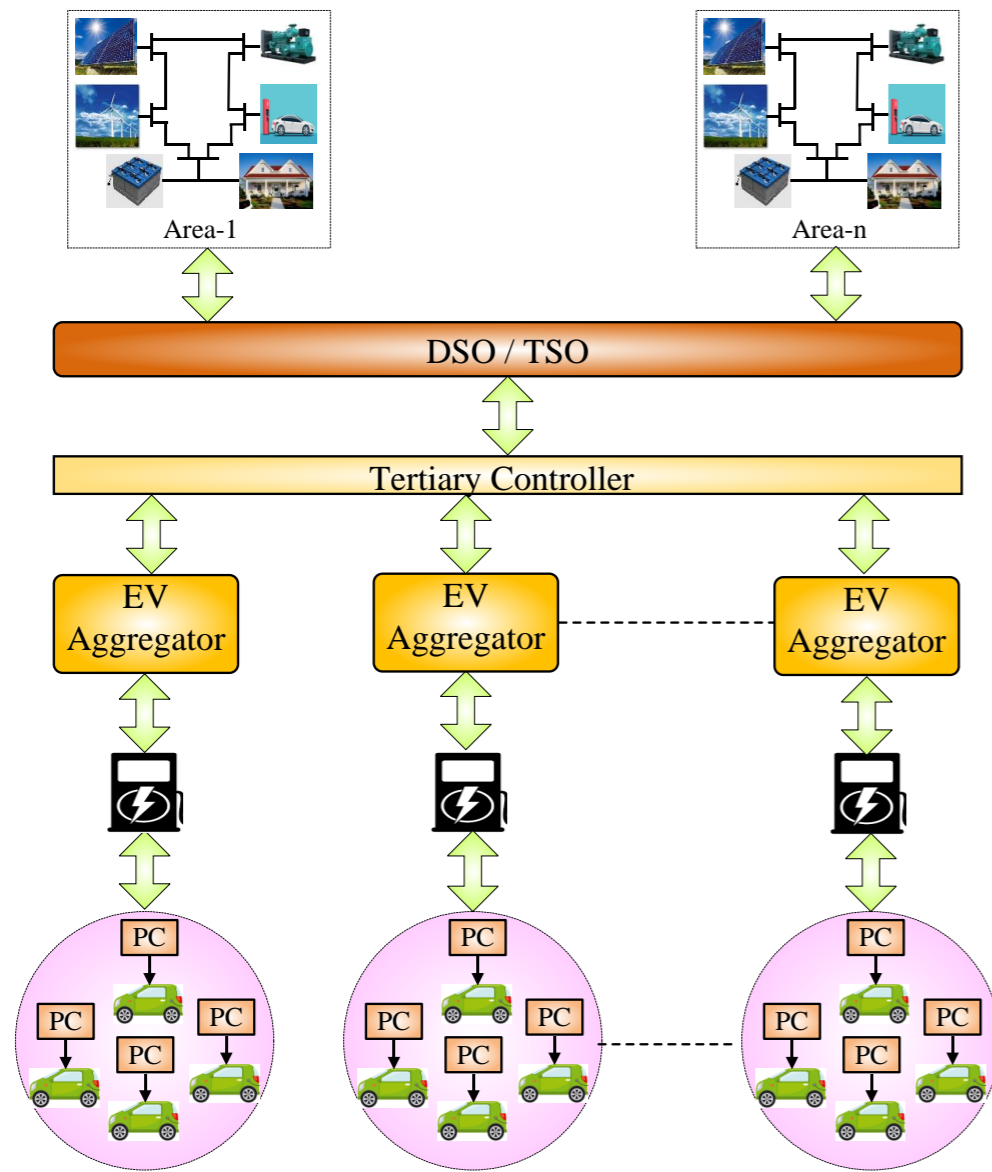 Area-1
Area-n
DSO / TSO
Tertiary Controller
EV
Aggregator
EV
Aggregator
EV
Aggregator
PC
PC
PC
PC
PC
PC
PC
PC
PC
PC
PC
PC